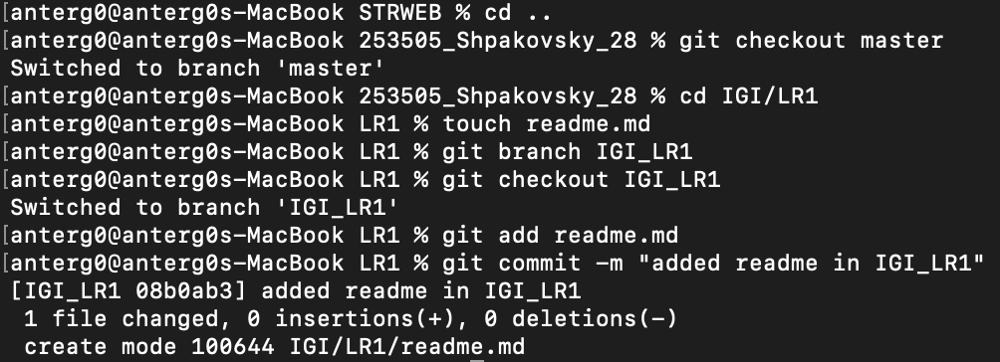 [anterg0@anterg0s-MacBook STRWEB % cd ..
[anterg0@anterg0s-MacBook 253505_Shpakovsky_28 % git checkout master
Switched to branch 'master'
[anterg0@anterg0s-MacBook 253505_Shpakovsky_28 % cd IGI/LR1
[anterg0@anterg0s-MacBook LR1 % touch readme.md
[anterg0@anterg0s-MacBook LR1 % git branch IGI_LR1
[anterg0@anterg0s-MacBook LR1 % git checkout IGI_LR1
Switched to branch 'IGI_LR1'
[anterg0@anterg0s-MacBook LR1 % git add readme.md
[anterg0@anterg0s-MacBook LR1 % git commit -m "added readme in IGI_LR1"
[IGI_LR1 08b0ab3] added readme in IGI_LR1
 1 file changed, 0 insertions(+), 0 deletions(-)
 create mode 100644 IGI/LR1/readme.md